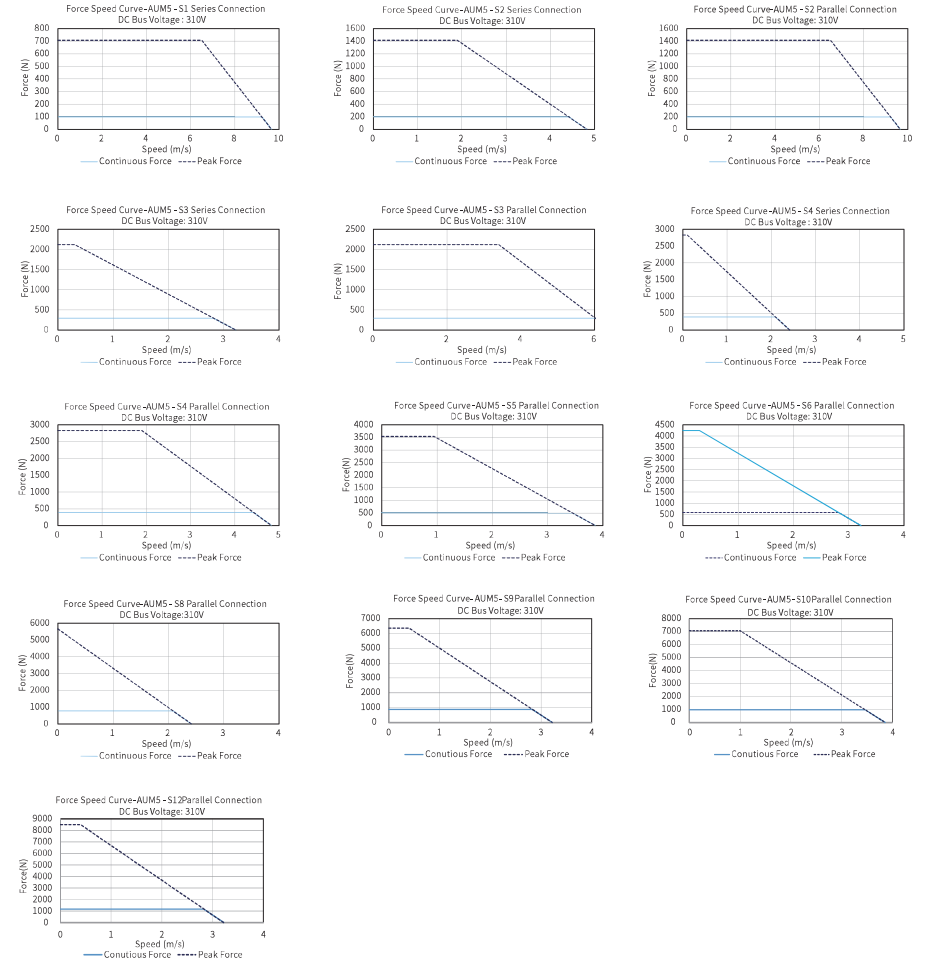 Force Speed Curve-AUM5 - S1 Series Connection
DC Bus Voltage : 310V
Force (N)
800
700
600
500
400
300
200
100
0
0 2 4 6 8 10
Speed (m/s)
Continuous Force Peak Force
Force Speed Curve-AUM5 - S2 Series Connection
DC Bus Voltage: 310V
Force (N)
1600
1400
1200
1000
800
600
400
200
0
0 1 2 3 4 5
Speed (m/s)
Continuous Force Peak Force
Force Speed Curve-AUM5 - S2 Parallel Connection
DC Bus Voltage: 310V
Force (N)
1600
1400
1200
1000
800
600
400
200
0
0 2 4 6 8 10
Speed (m/s)
Continuous Force Peak Force
Force Speed Curve-AUM5 - S3 Series Connection
DC Bus Voltage: 310V
Force (N)
2500
2000
1500
1000
500
0
0 1 2 3 4
Speed (m/s)
Continuous Force Peak Force
Force Speed Curve-AUM5 - S3 Parallel Connection
DC Bus Voltage: 310V
Force (N)
2500
2000
1500
1000
500
0
0 2 4 6
Speed (m/s)
Continuous Force Peak Force
Force Speed Curve-AUM5 - S4 Series Connection
DC Bus Voltage : 310V
Force (N)
3000
2500
2000
1500
1000
500
0
0 1 2 3 4 5
Speed (m/s)
Continuous Force Peak Force
Force Speed Curve-AUM5 - S4 Parallel Connection
DC Bus Voltage: 310V
Force (N)
3000
2500
2000
1500
1000
500
0
0 1 2 3 4 5
Speed (m/s)
Continuous Force Peak Force
Force Speed Curve-AUM5 - S5 Parallel Connection
DC Bus Voltage: 310V
Force(N)
4000
3500
3000
2500
2000
1500
1000
500
0
0 1 2 3 4
Speed (m/s)
Continuous Force Peak Force
Force Speed Curve-AUM5 - S6 Parallel Connection
DC Bus Voltage: 310V
Force (N)
4500
4000
3500
3000
2500
2000
1500
1000
500
0
0 1 2 3 4
Speed (m/s)
Continuous Force Peak Force
Force Speed Curve-AUM5 - S8 Parallel Connection
DC Bus Voltage:310V
Force (N)
6000
5000
4000
3000
2000
1000
0
0 1 2 3 4
Speed (m/s)
Continuous Force Peak Force
Force Speed Curve-AUM5 - S9Parallel Connection
DC Bus Voltage: 310V
Force(N)
7000
6000
5000
4000
3000
2000
1000
0
0 1 2 3 4
Speed (m/s)
Conutious Force Peak Force
Force Speed Curve-AUM5-S10Parallel Connection
DC Bus Voltage: 310V
Force(N)
8000
7000
6000
5000
4000
3000
2000
1000
0
0 1 2 3 4
Speed (m/s)
Conutious Force Peak Force
Force Speed Curve-AUM5 - S12Parallel Connection
DC Bus Voltage: 310V
Force(N)
9000
8000
7000
6000
5000
4000
3000
2000
1000
0
0 1 2 3 4
Speed (m/s)
Conutious Force Peak Force